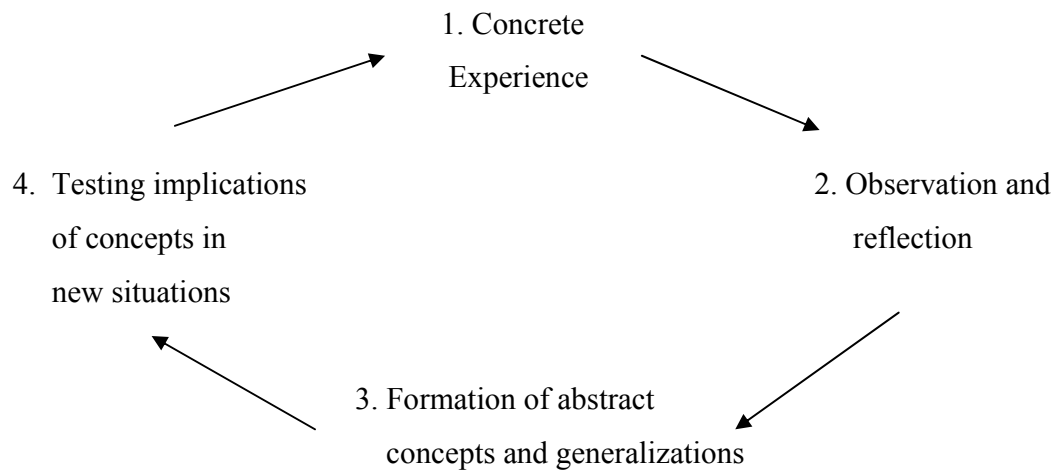 1. Concrete
Experience
2. Observation and
reflection
3. Formation of abstract
concepts and generalizations
4. Testing implications
of concepts in
new situations